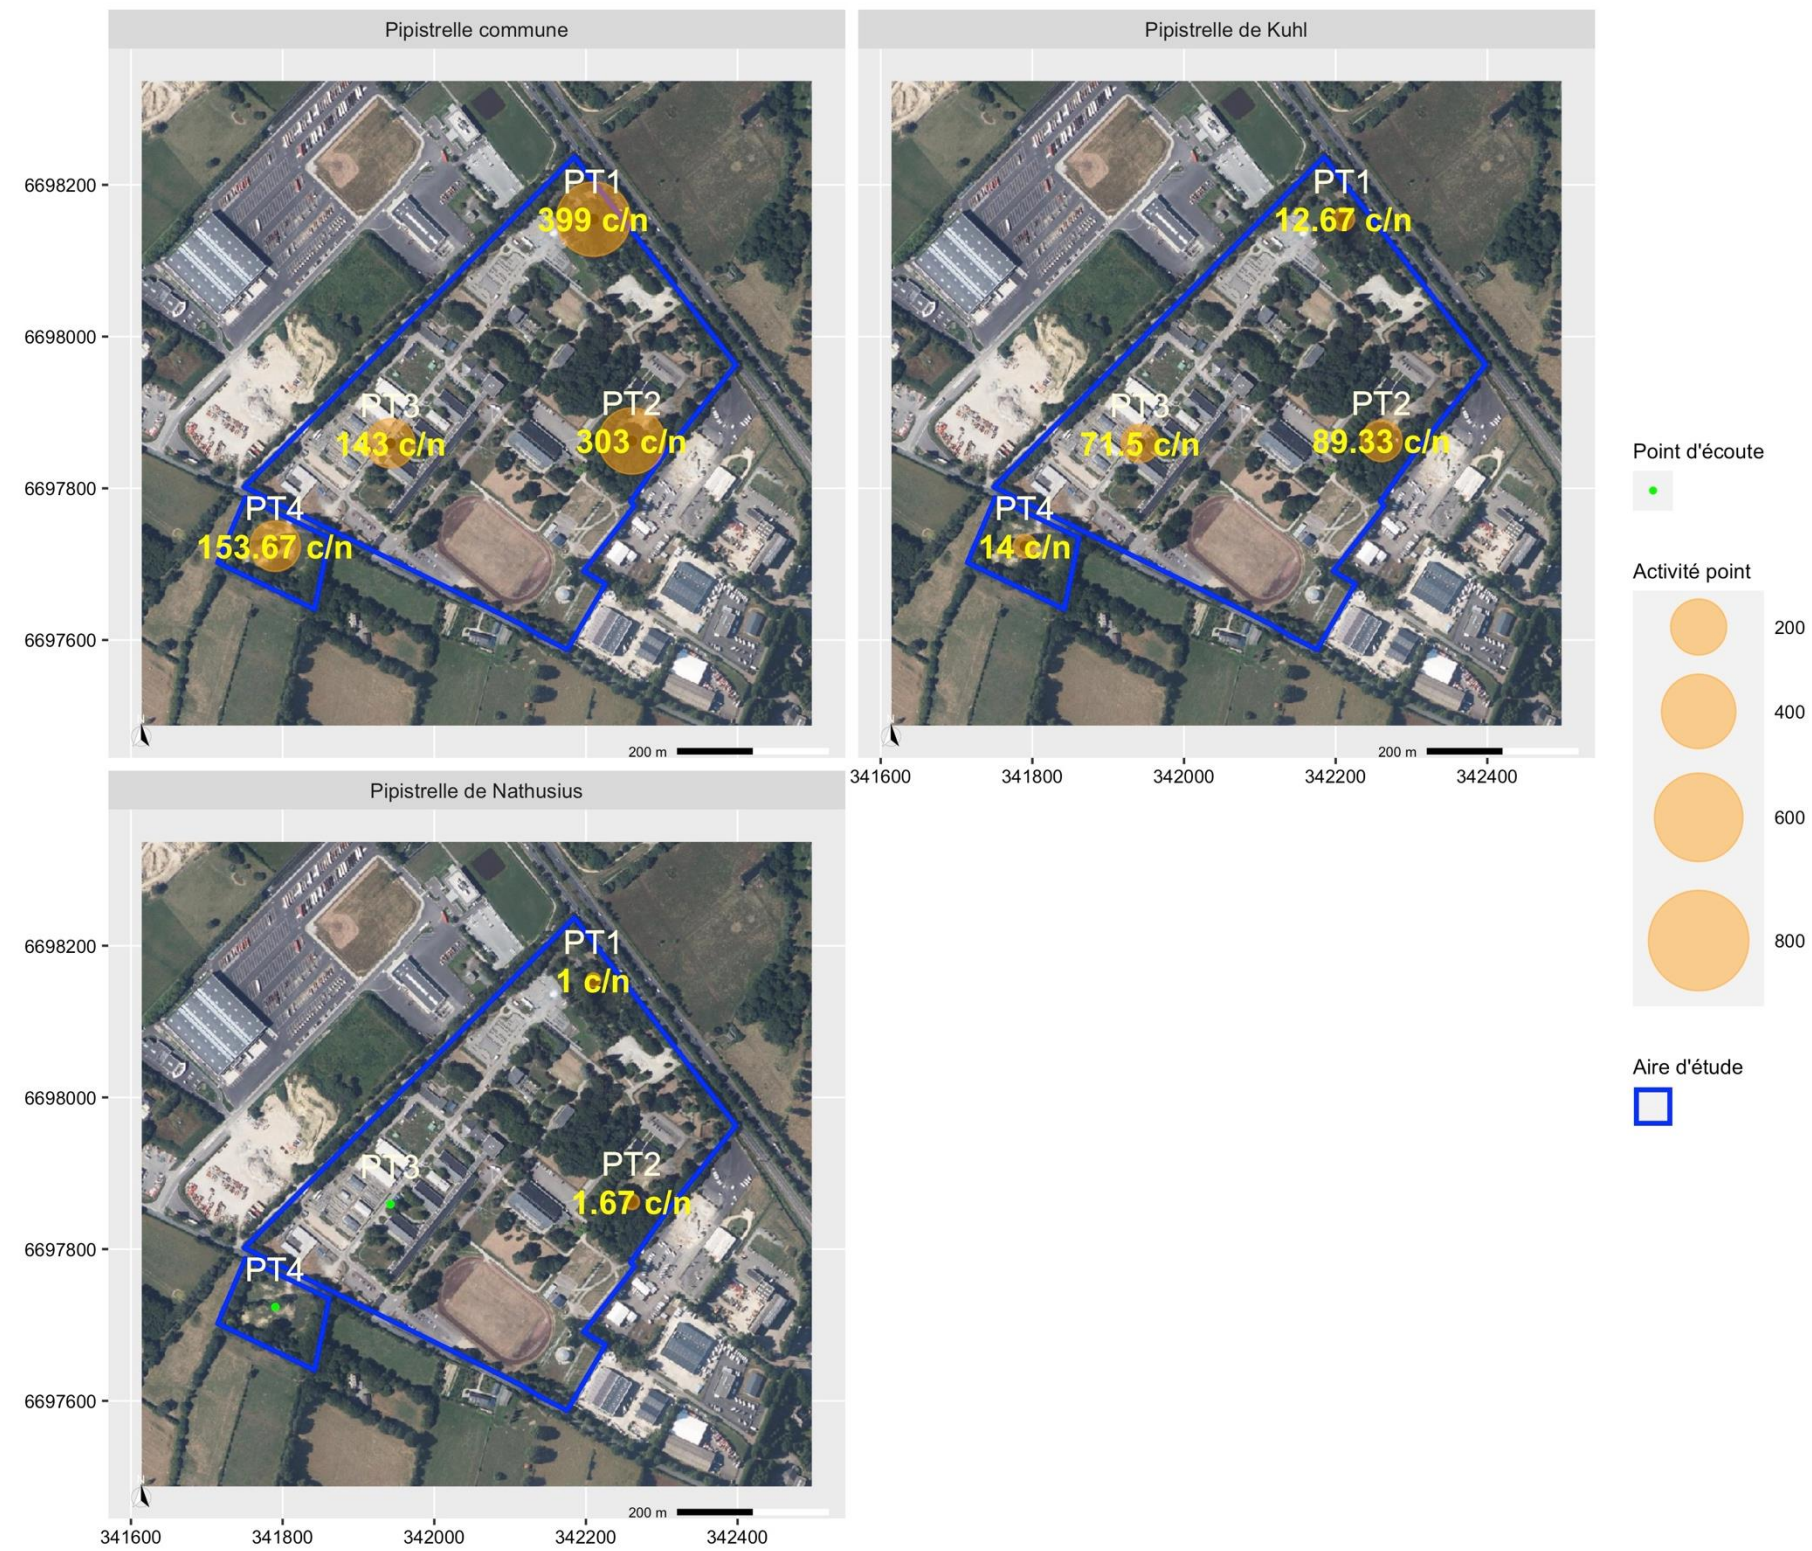 Pipistrelle commune
Pipistrelle de Kuhl
6698200
6698000
6697800
6697600
PT1
399 c/n
PT3
143 c/n
PT2
303 c/n
PT4
153.67 c/n
N
200 m
PT1
12.67 c/n
PT3
71.5 c/n
PT2
89.33 c/n
PT4
14 c/n
N
200 m
341600 341800 342000 342200 342400
Pipistrelle de Nathusius
6698200
6698000
6697800
6697600
PT1
1 c/n
PT3
PT2
1.67 c/n
PT4
N
200 m
341600 341800 342000 342200 342400
Point d'écoute
Activité point
200
400
600
800
Aire d'étude